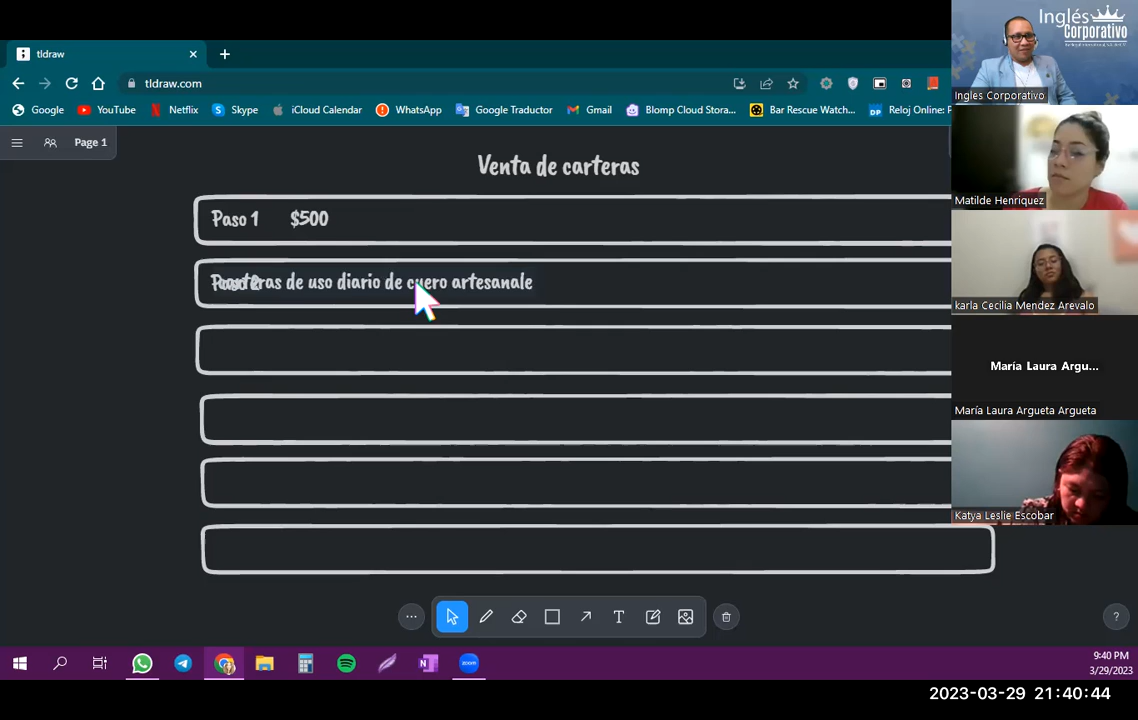 tldraw
tldraw.com
Google
YouTube
Netflix
Skype
iCloud Calendar
WhatsApp
Google Traductor
Gmail
Blomp Cloud Stora...
Bar Rescue Watch...
Reloj Online:
Page 1
Venta de carteras
Paso 1 $500
Paso 2
carteras de uso diario de cuero artesanale
Inglés
Corporativo
Ingles Corporativo
Matilde Henriquez
karla Cecilia Mendez Arevalo
María Laura Argu...
María Laura Argueta Argueta
Katya Leslie Escobar
9:40 PM
3/29/2023
2023-03-29 21:40:44